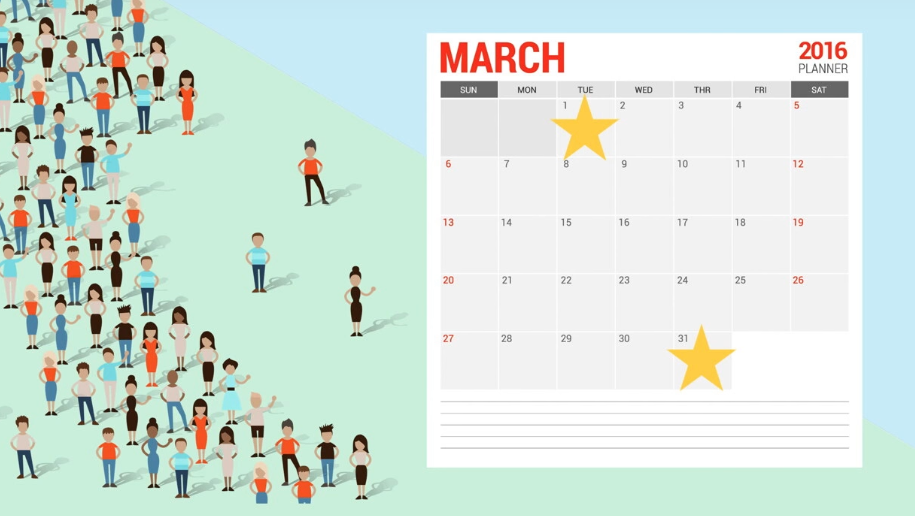 MARCH 2016
PLANNER
SUN MON TUE WED THR FRI SAT
1 2 3 4 5
6 7 8 9 10 11 12
13 14 15 16 17 18 19
20 21 22 23 24 25 26
27 28 29 30 31